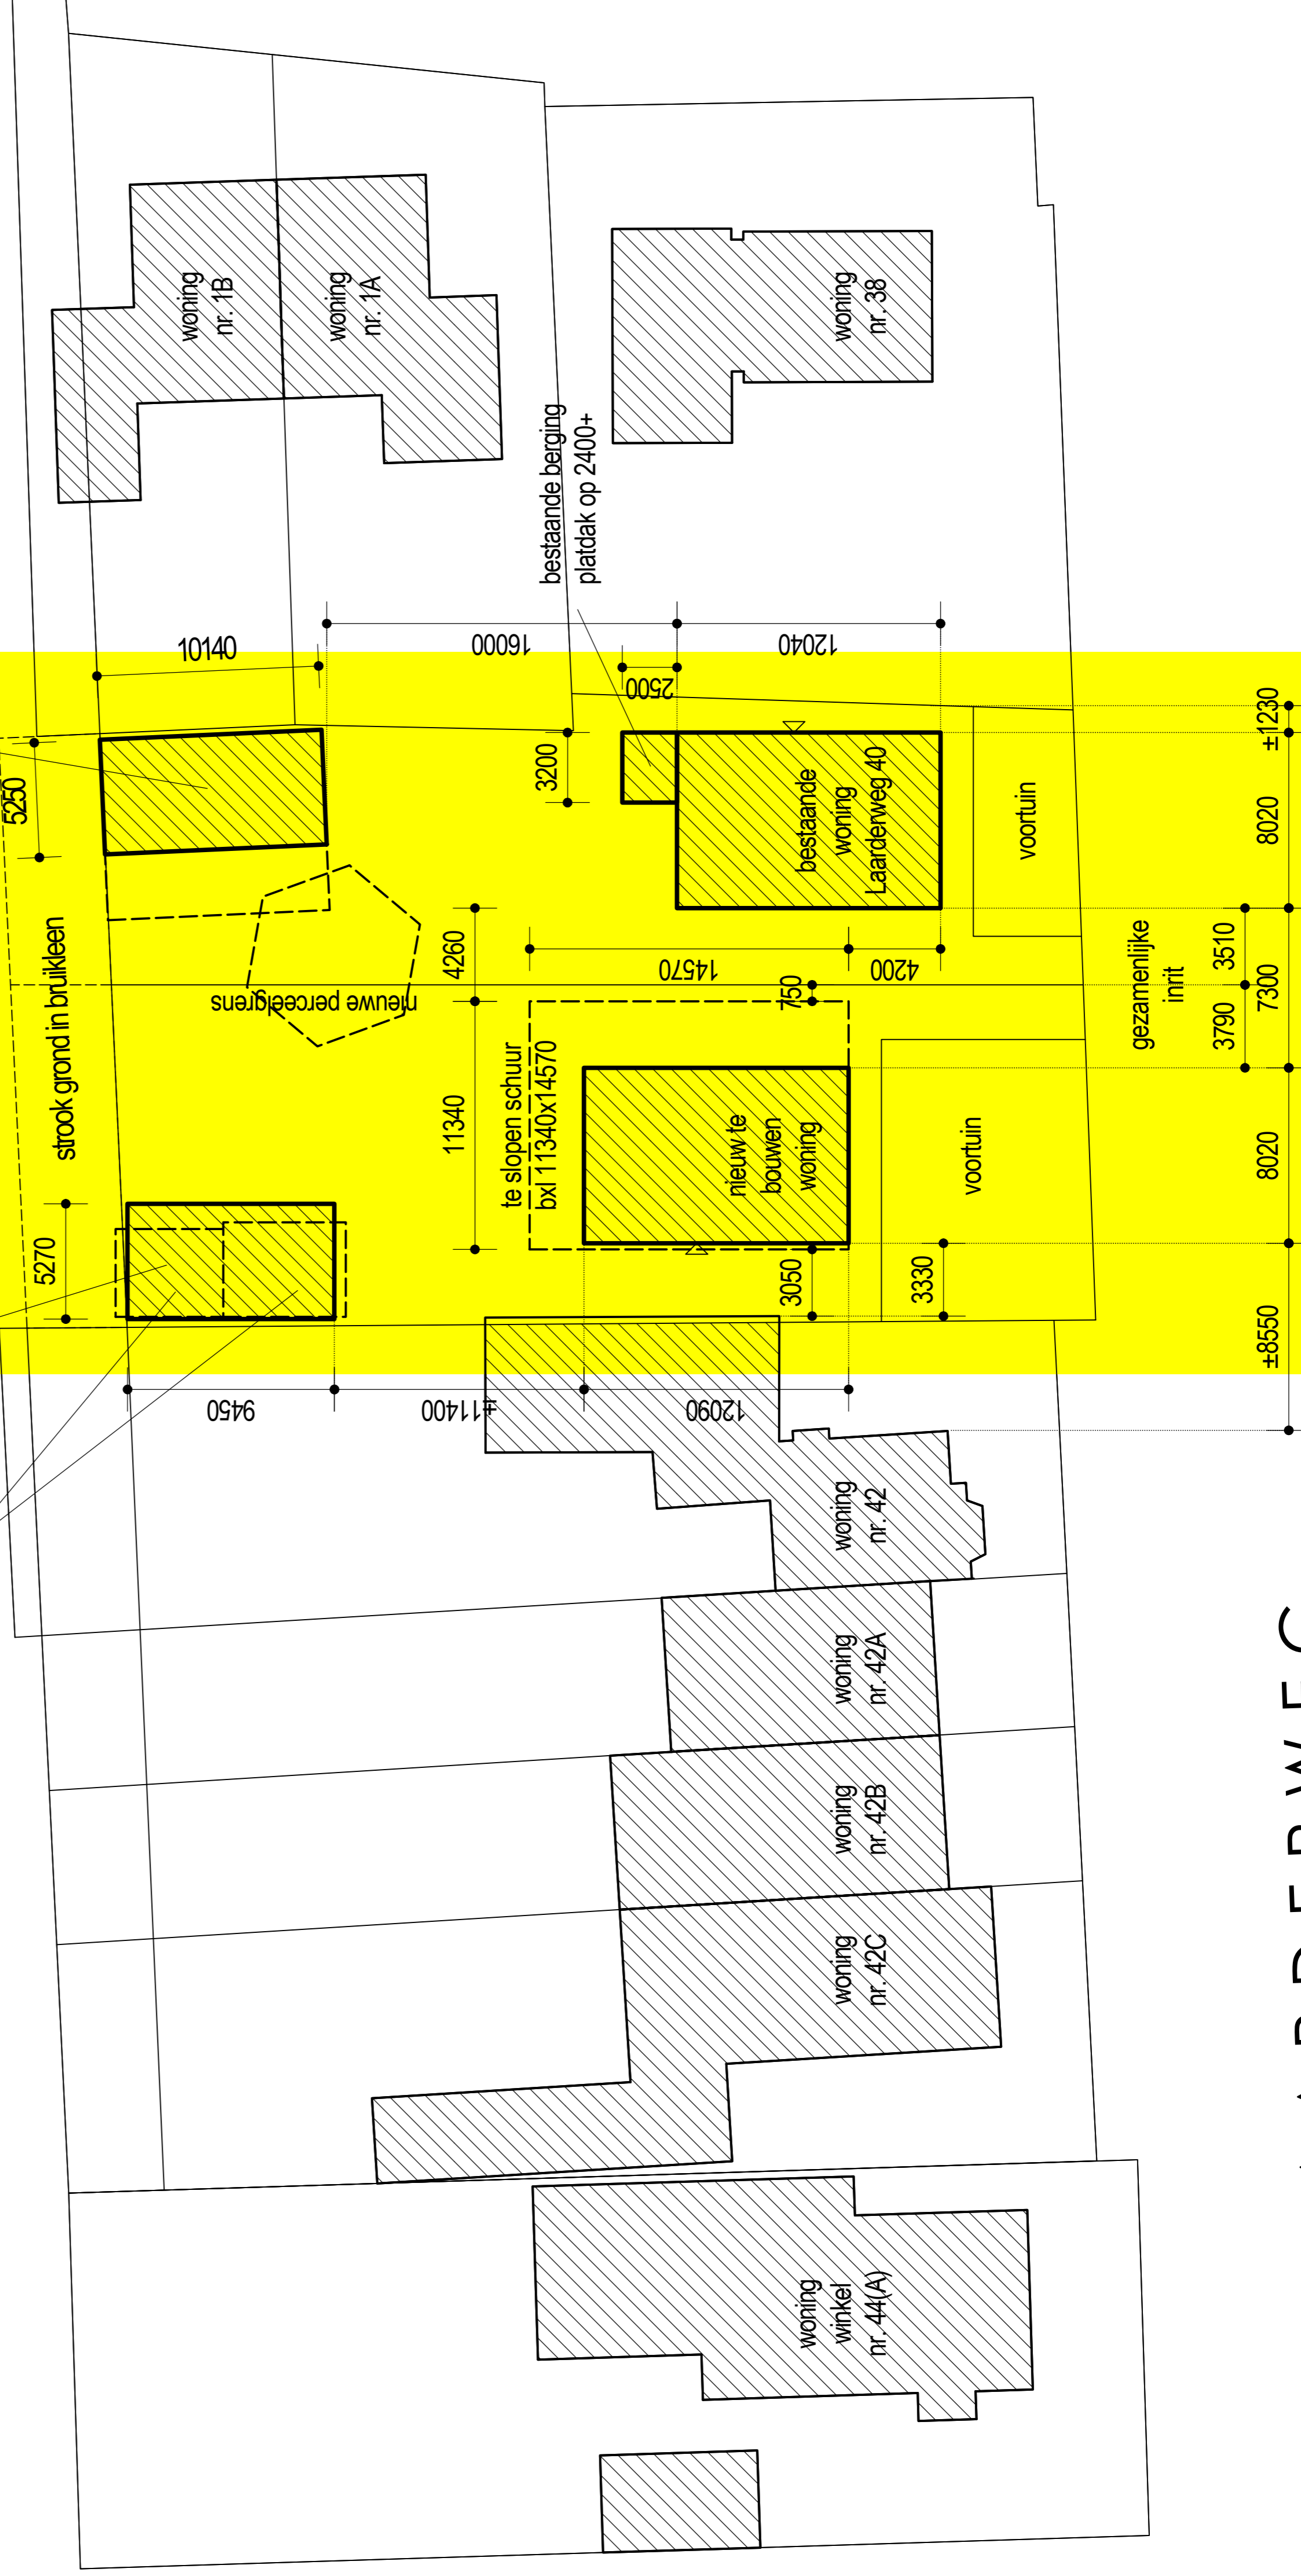 woning
nr. 1B
woning
nr. 1A
woning
nr. 38
bestaande berging
platdak op 2400+
10140
16000
12040
2500
5250
3200
±1230
bestaande
woning
Laarderweg 40
voortuin
8020
strook grond in bruikleen
nieuwe perceelgrens
4260
14570
4200
750
gezamenlijke
inrit
3510
7300
3790
te slopen schuur
bxl 11340x14570
11340
nieuw te
bouwen
woning
voortuin
8020
5270
3050
3330
±8550
9450
±11400
12090
woning
nr. 42
woning
nr. 42A
woning
nr. 42B
woning
nr. 42C
woning
winkel
nr. 44(A)